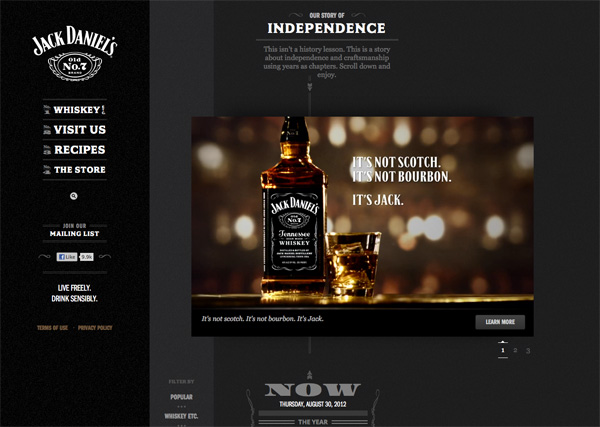 JACK DANIEL'S
Old
No.7
BRAND
WHISKEY
VISIT US
RECIPES
THE STORE
JOIN OUR
MAILING LIST
Like 9.9k
LIVE FREELY.
DRINK SENSIBLY.
TERMS OF USE · PRIVACY POLICY
OUR STORY OF
INDEPENDENCE
This isn't a history lesson. This is a story
about independence and craftsmanship
using years as chapters. Scroll down and
enjoy.
IT'S NOT SCOTCH.
IT'S NOT BOURBON.
IT'S JACK.
JACK DANIEL'S
Old
No.7
BRAND
Tennessee
WHISKEY
It's not scotch. It's not bourbon. It's Jack.
LEARN MORE
1 2 3
FILTER BY
POPULAR
WHISKEY ETC.
NOW
THURSDAY, AUGUST 30, 2012
THE YEAR